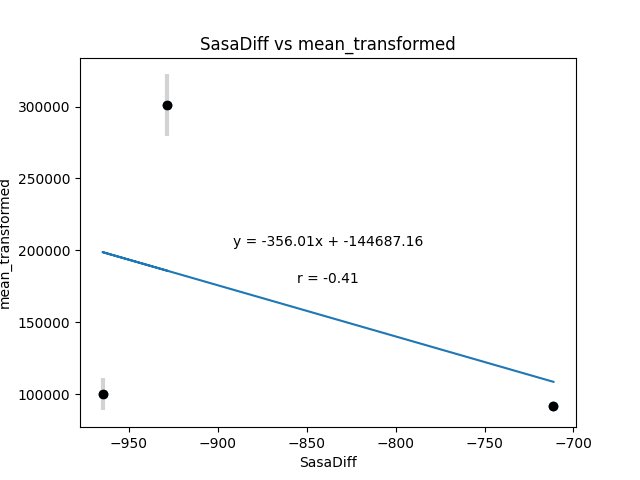 SasaDiff vs mean_transformed
300000
250000
200000
150000
100000
mean_transformed
y = -356.01x + -144687.16
r = -0.41
−950
−900
−850
−800
−750
−700
SasaDiff